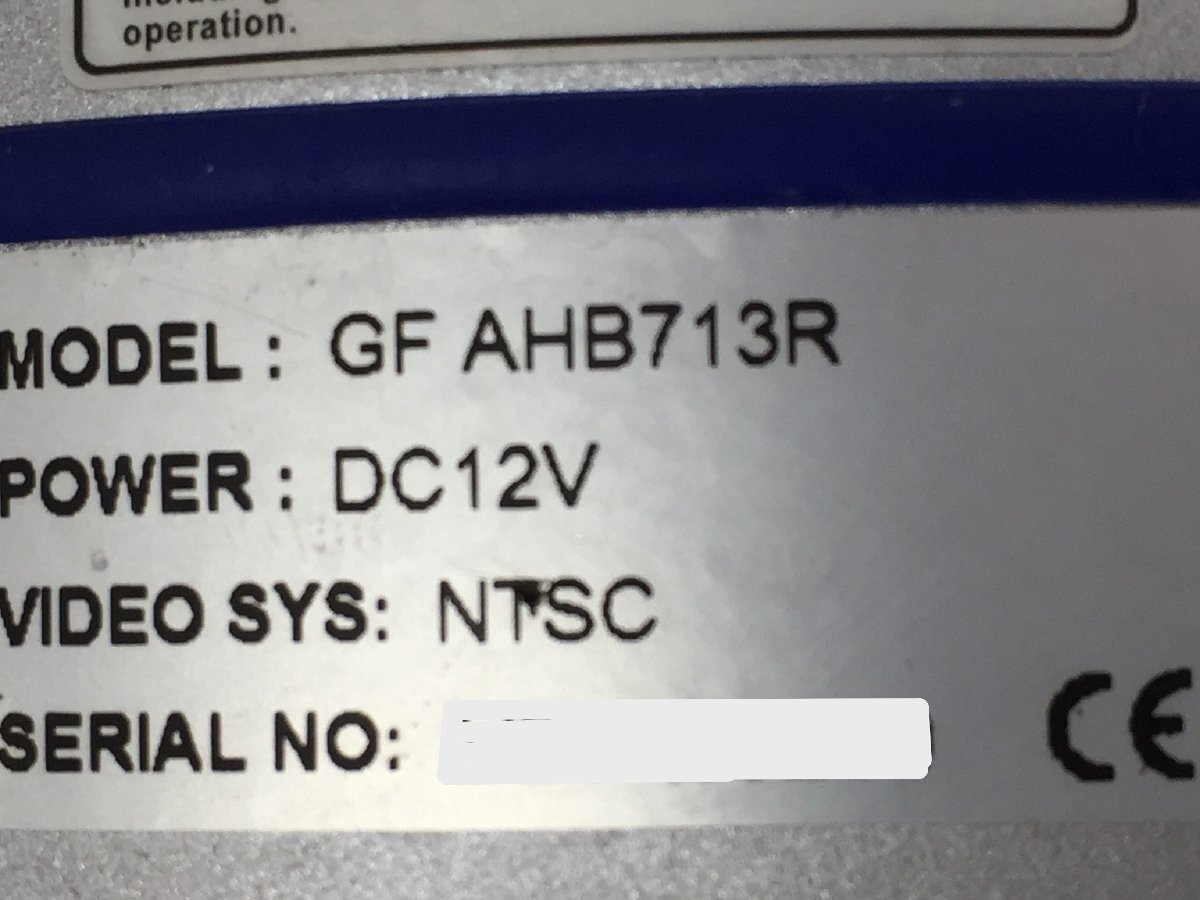 operation.
MODEL : GF AHB713R
POWER : DC12V
VIDEO SYS: NTSC
SERIAL NO:
CE